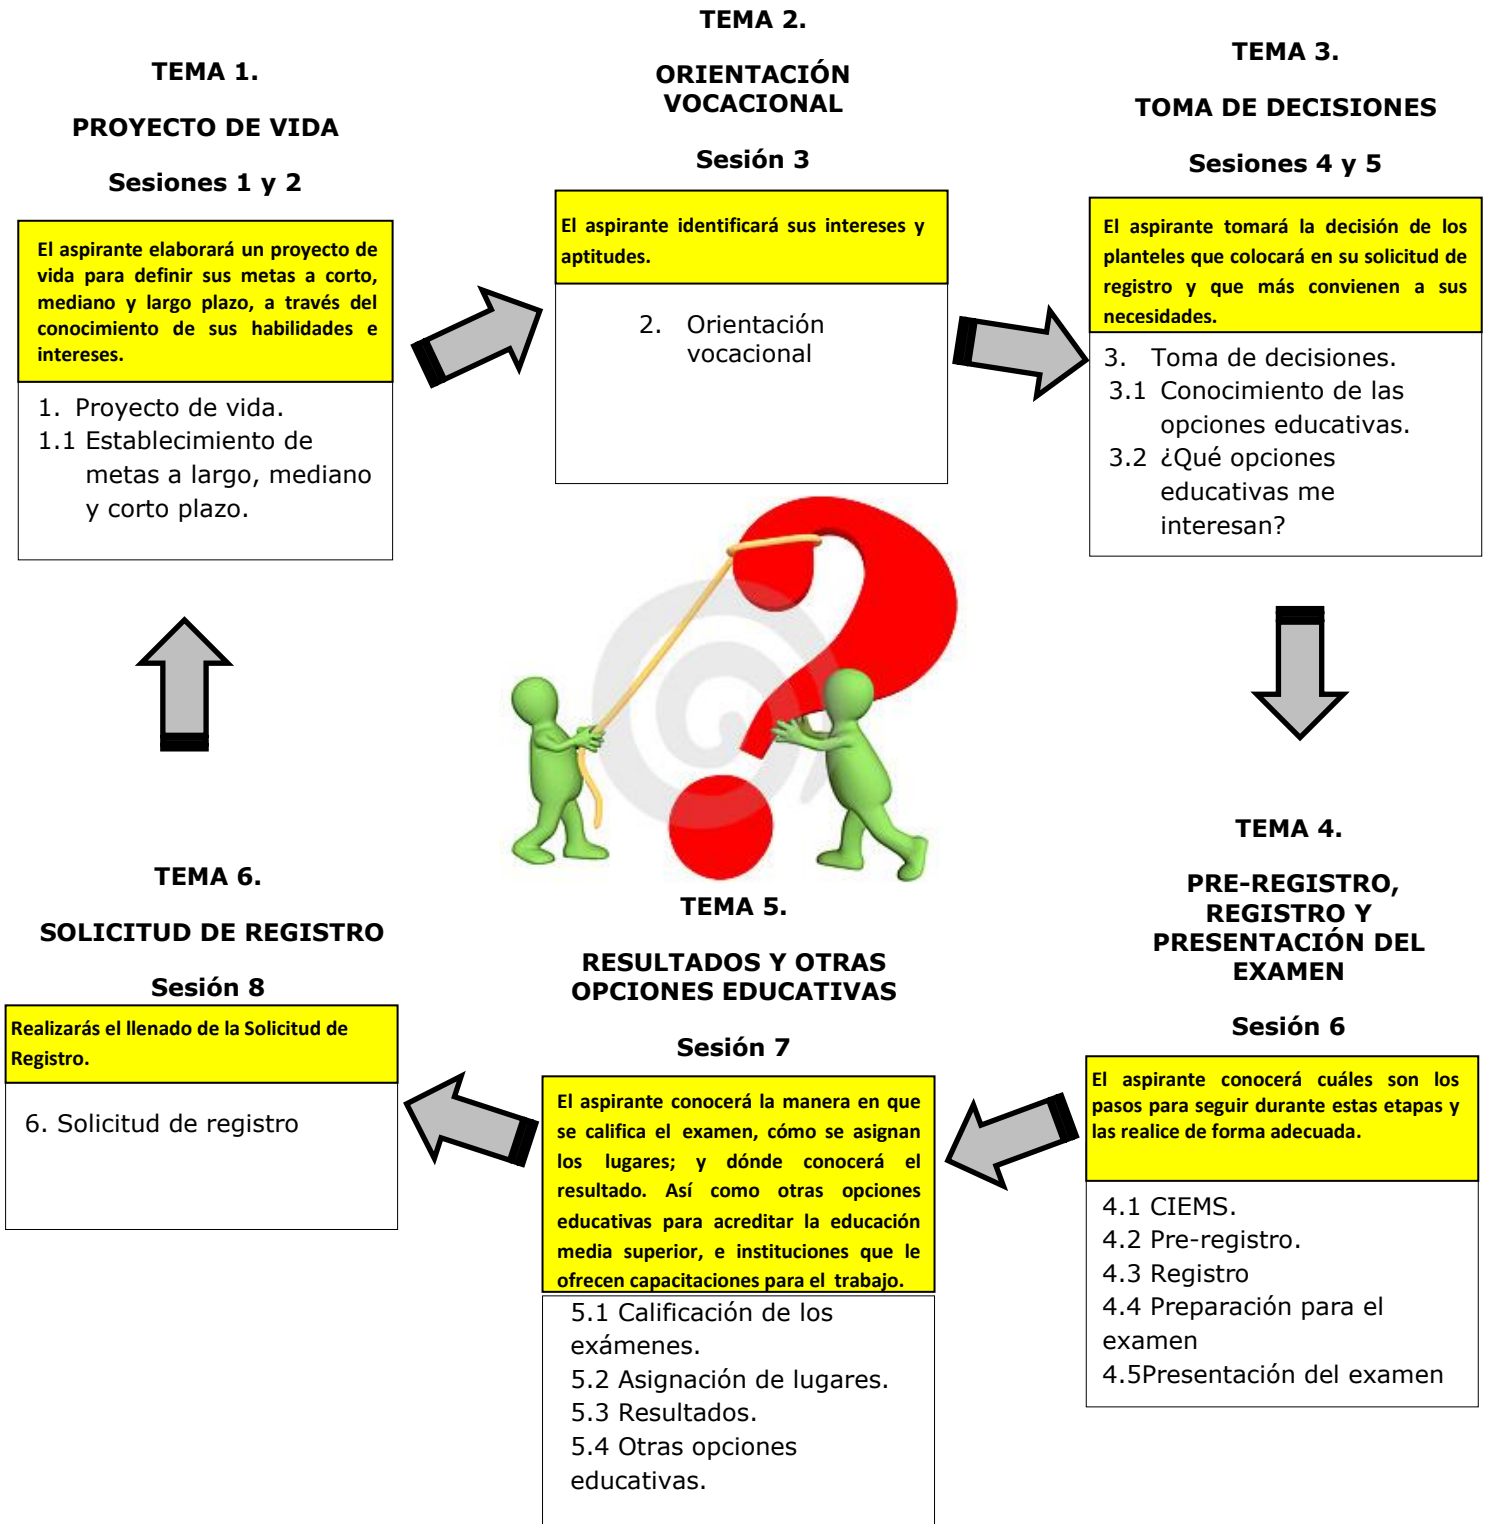 TEMA 1.
PROYECTO DE VIDA
Sesiones 1 y 2
El aspirante elaborará un proyecto de
vida para definir sus metas a corto,
mediano y largo plazo, a través del
conocimiento de sus habilidades e
intereses.
1. Proyecto de vida.
1.1 Establecimiento de
metas a largo, mediano
y corto plazo.
TEMA 2.
ORIENTACIÓN
VOCACIONAL
Sesión 3
El aspirante identificará sus intereses y
aptitudes.
2. Orientación
vocacional
TEMA 3.
TOMA DE DECISIONES
Sesiones 4 y 5
El aspirante tomará la decisión de los
planteles que colocará en su solicitud de
registro y que más convienen a sus
necesidades.
3. Toma de decisiones.
3.1 Conocimiento de las
opciones educativas.
3.2 ¿Qué opciones
educativas me
interesan?
TEMA 4.
PRE-REGISTRO,
REGISTRO Y
PRESENTACIÓN DEL
EXAMEN
Sesión 6
El aspirante conocerá cuáles son los
pasos para seguir durante estas etapas y
las realice de forma adecuada.
4.1 CIEMS.
4.2 Pre-registro.
4.3 Registro
4.4 Preparación para el
examen
4.5Presentación del examen
TEMA 5.
RESULTADOS Y OTRAS
OPCIONES EDUCATIVAS
Sesión 7
El aspirante conocerá la manera en que
se califica el examen, cómo se asignan
los lugares; y dónde conocerá el
resultado. Así como otras opciones
educativas para acreditar la educación
media superior, e instituciones que le
ofrecen capacitaciones para el trabajo.
5.1 Calificación de los
exámenes.
5.2 Asignación de lugares.
5.3 Resultados.
5.4 Otras opciones
educativas.
TEMA 6.
SOLICITUD DE REGISTRO
Sesión 8
Realizarás el llenado de la Solicitud de
Registro.
6. Solicitud de registro